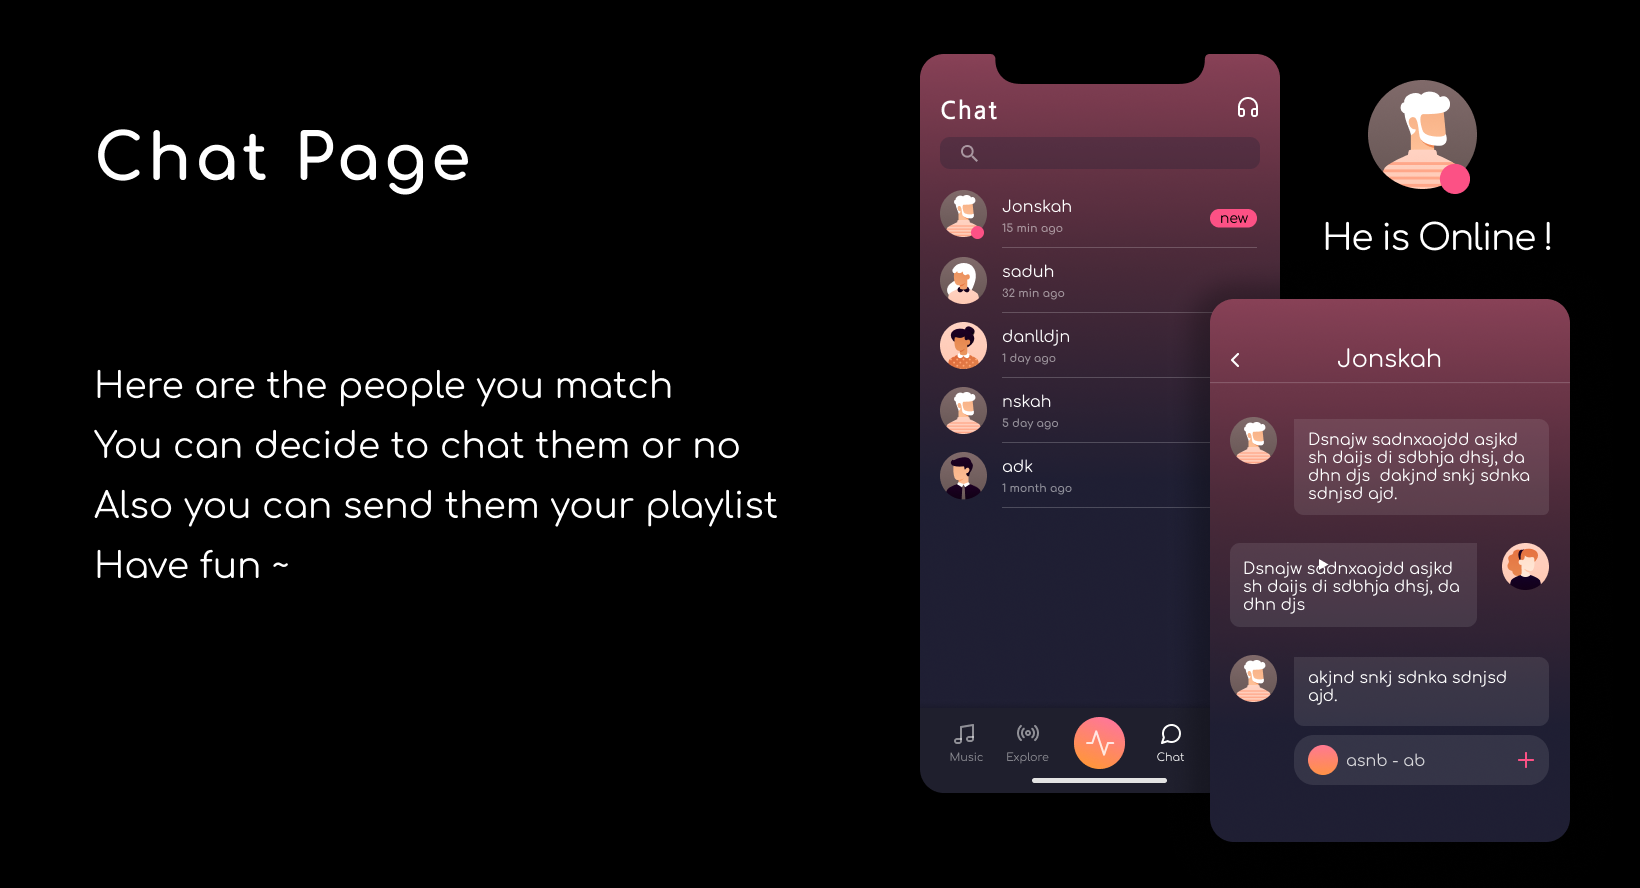 Chat Page
Here are the people you match
You can decide to chat them or no
Also you can send them your playlist
Have fun ~
Chat
Jonskah
15 min ago
new
saduh
32 min ago
danlldjn
1 day ago
nskah
5 day ago
adk
1 month ago
Music
Explore
Chat
He is Online !
Jonskah
Dsnajw sadnxaojdd asjkd
sh daijs di sdbhja dhsj, da
dhn djs dakjnd snkj sdnka
sdnjsd ajd.
Dsnajw sadnxaojdd asjkd
sh daijs di sdbhja dhsj, da
dhn djs
akjnd snkj sdnka sdnjsd
ajd.
asnb - ab